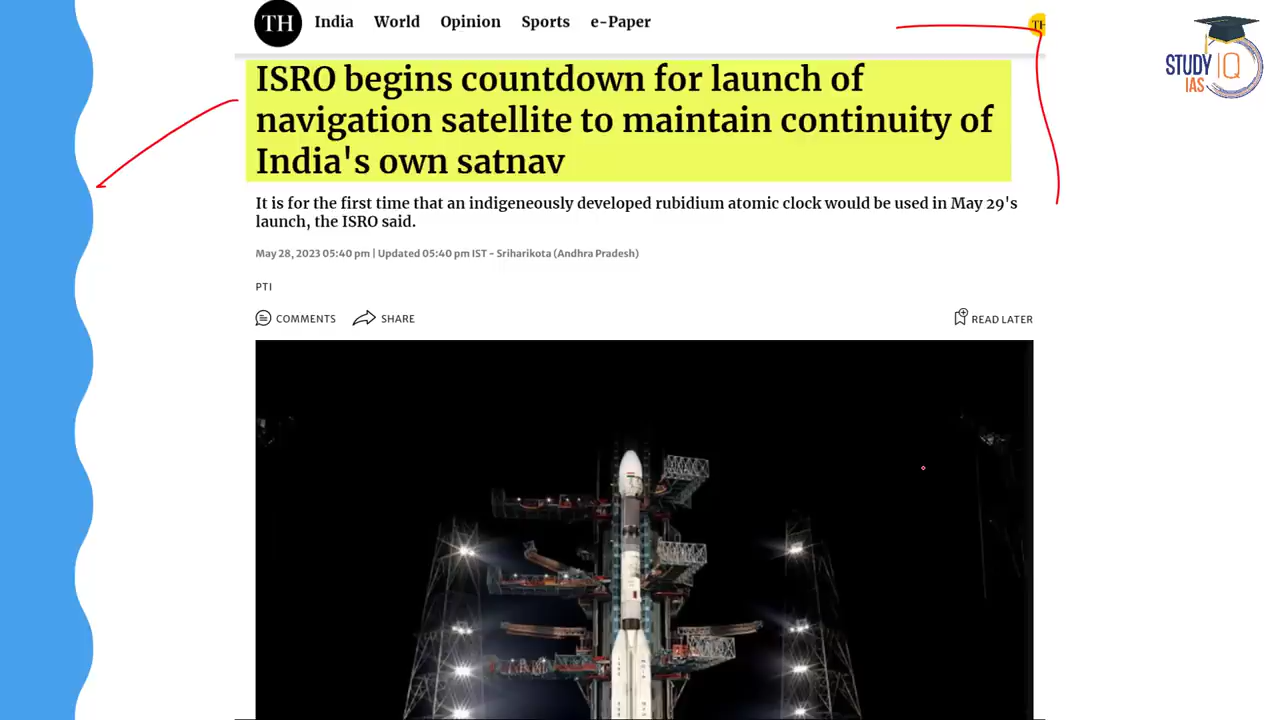 TH India World Opinion Sports e-Paper
TH
STUDY IQ
IAS
ISRO begins countdown for launch of
navigation satellite to maintain continuity of
India's own satnav
It is for the first time that an indigeneously developed rubidium atomic clock would be used in May 29's
launch, the ISRO said.
May 28, 2023 05:40 pm | Updated 05:40 pm IST - Sriharikota (Andhra Pradesh)
PTI
COMMENTS SHARE READ LATER